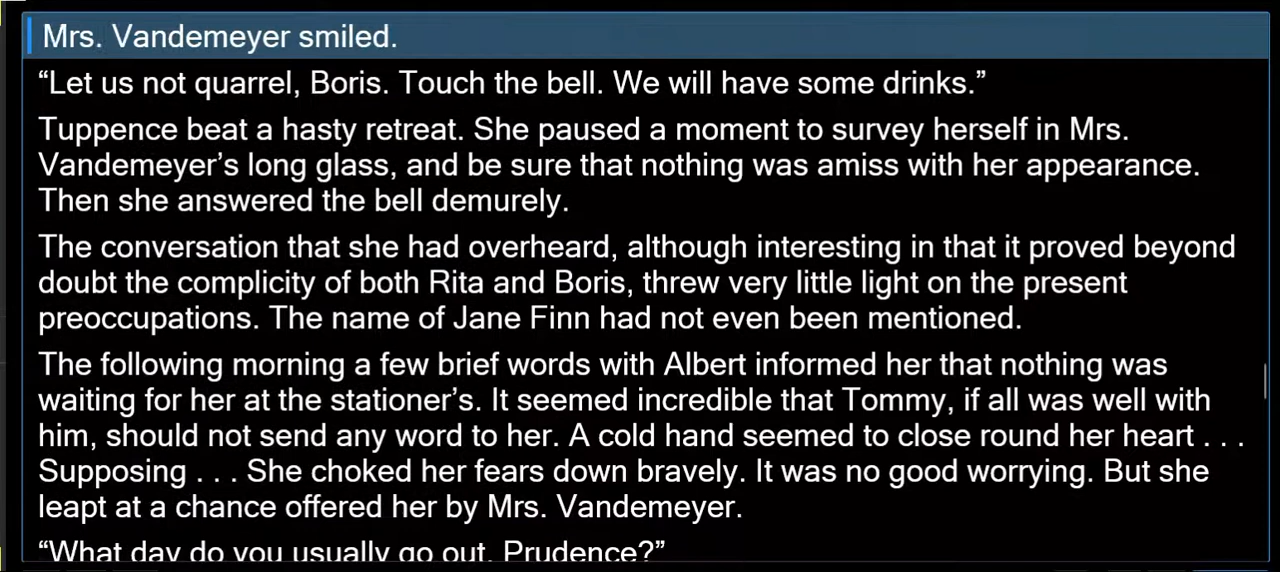 Mrs. Vandemeyer smiled.
“Let us not quarrel, Boris. Touch the bell. We will have some drinks.”
Tuppence beat a hasty retreat. She paused a moment to survey herself in Mrs.
Vandemeyer’s long glass, and be sure that nothing was amiss with her appearance.
Then she answered the bell demurely.
The conversation that she had overheard, although interesting in that it proved beyond
doubt the complicity of both Rita and Boris, threw very little light on the present
preoccupations. The name of Jane Finn had not even been mentioned.
The following morning a few brief words with Albert informed her that nothing was
waiting for her at the stationer’s. It seemed incredible that Tommy, if all was well with
him, should not send any word to her. A cold hand seemed to close round her heart . . .
Supposing . . . She choked her fears down bravely. It was no good worrying. But she
leapt at a chance offered her by Mrs. Vandemeyer.
“What day do you usually go out, Prudence?”